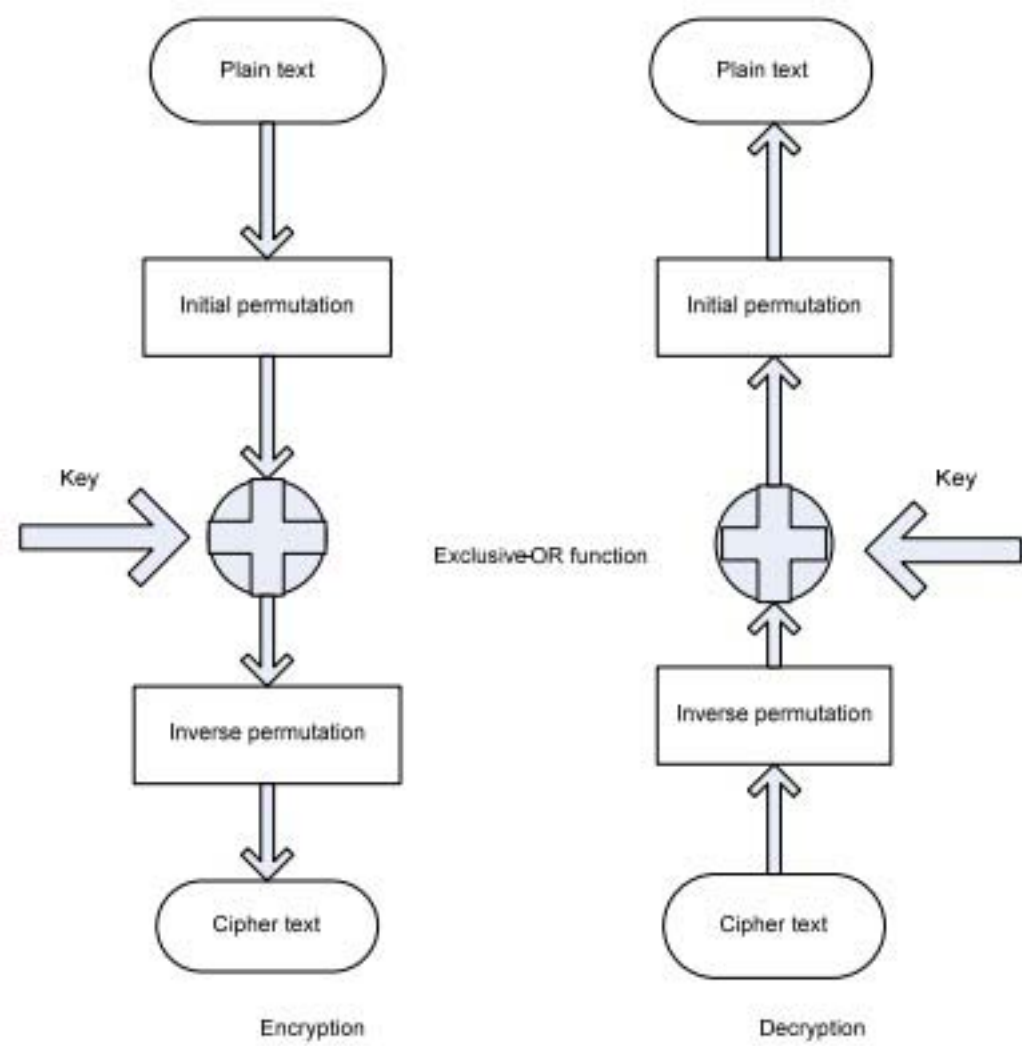 Plain text
Initial permutation
Key
Inverse permutation
Cipher text
Encryption
Exclusive-OR function
Plain text
Initial permutation
Key
Inverse permutation
Cipher text
Decryption